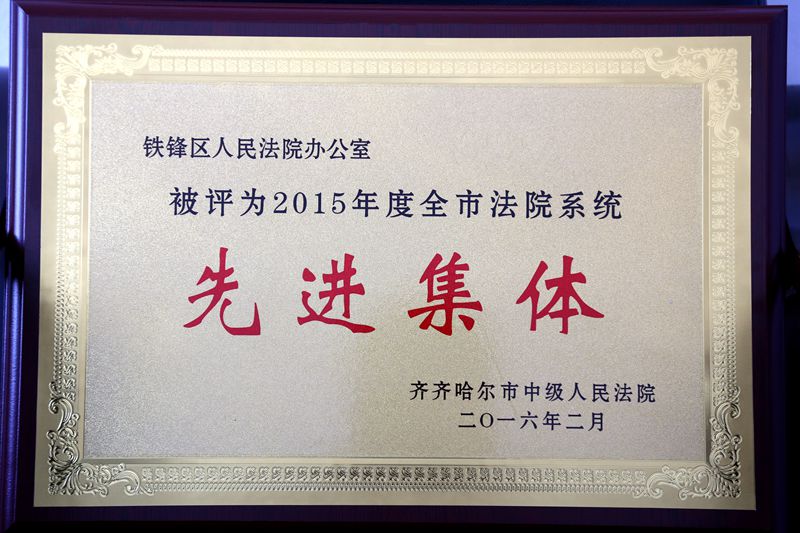 铁锋区人民法院办公室
被评为2015年度全市法院系统
先进集体
齐齐哈尔市中级人民法院
二〇一六年二月